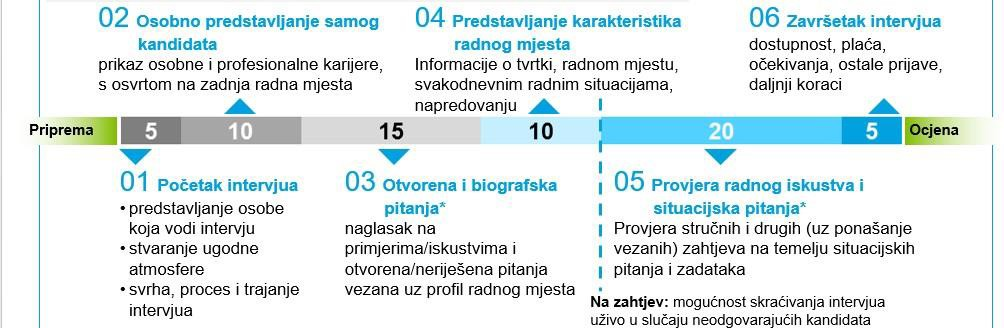 02 Osobno predstavljanje samog
kandidata
prikaz osobne i profesionalne karijere,
s osvrtom na zadnja radna mjesta
04 Predstavljanje karakteristika
radnog mjesta
Informacije o tvrtki, radnom mjestu,
svakodnevnim radnim situacijama,
napredovanju
06 Završetak intervjua
dostupnost, plaća,
očekivanja, ostale prijave,
daljnji koraci
Priprema 5 10 15 10 20 5 Ocjena
01 Početak intervjua
• predstavljanje osobe
koja vodi intervju
• stvaranje ugodne
atmosfere
• svrha, proces i trajanje
intervjua
03 Otvorena i biografska
pitanja*
naglasak na
primjerima/iskustvima i
otvorena/neriješena pitanja
vezana uz profil radnog mjesta
05 Provjera radnog iskustva i
situacijska pitanja*
Provjera stručnih i drugih (uz ponašanje
vezanih) zahtjeva na temelju situacijskih
pitanja i zadataka
Na zahtjev: mogućnost skraćivanja intervjua
uživo u slučaju neodgovarajućih kandidata